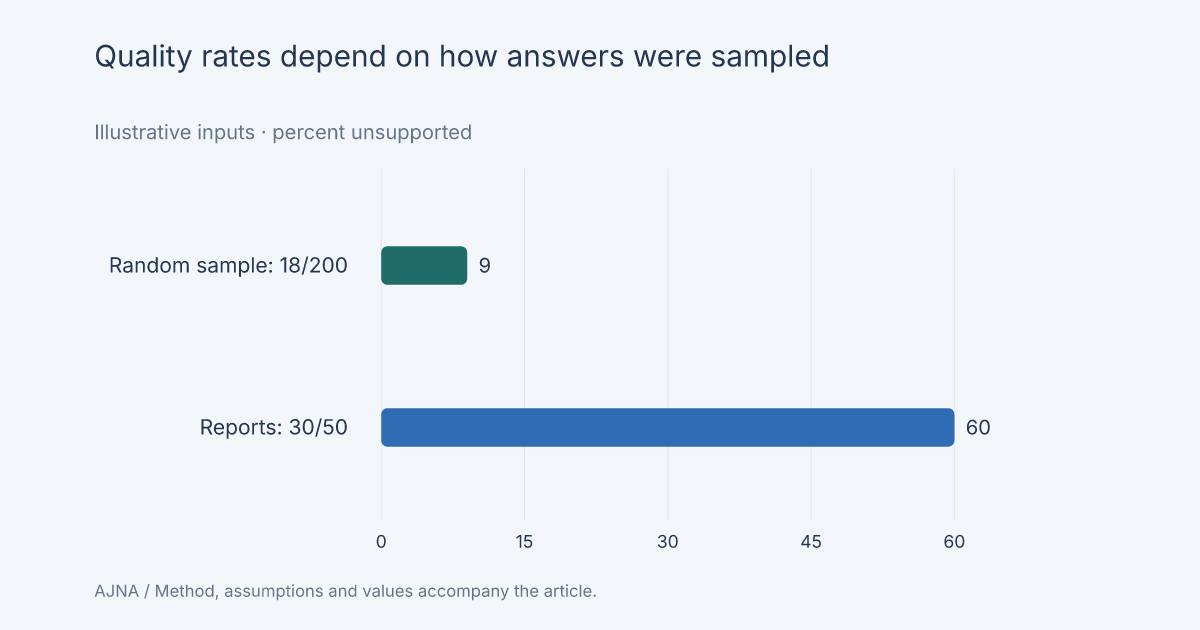 Quality rates depend on how answers were sampled
Illustrative inputs · percent unsupported
Random sample: 18/200
9
Reports: 30/50
60
0 15 30 45 60
AJNA / Method, assumptions and values accompany the article.